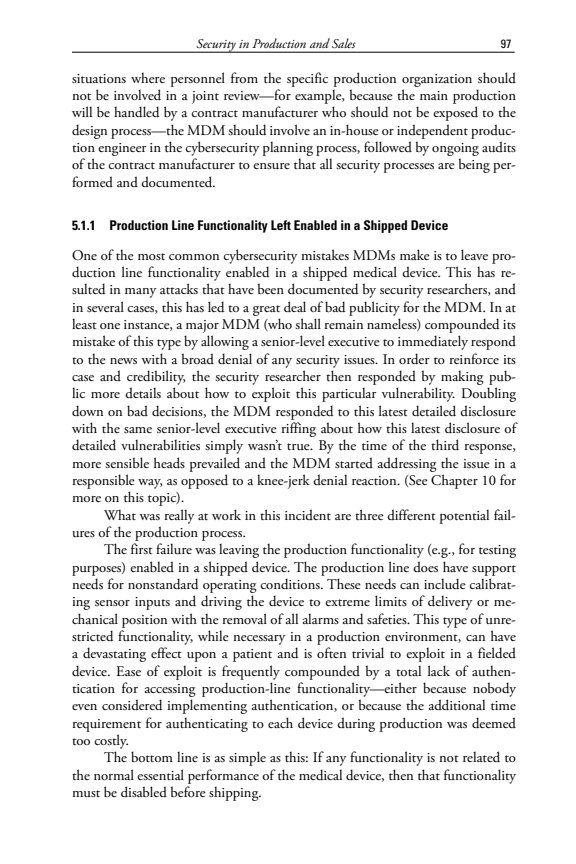 Security in Production and Sales 97
situations where personnel from the specific production organization should
not be involved in a joint review—for example, because the main production
will be handled by a contract manufacturer who should not be exposed to the
design process—the MDM should involve an in-house or independent produc-
tion engineer in the cybersecurity planning process, followed by ongoing audits
of the contract manufacturer to ensure that all security processes are being per-
formed and documented.
5.1.1 Production Line Functionality Left Enabled in a Shipped Device
One of the most common cybersecurity mistakes MDMs make is to leave pro-
duction line functionality enabled in a shipped medical device. This has re-
sulted in many attacks that have been documented by security researchers, and
in several cases, this has led to a great deal of bad publicity for the MDM. In at
least one instance, a major MDM (who shall remain nameless) compounded its
mistake of this type by allowing a senior-level executive to immediately respond
to the news with a broad denial of any security issues. In order to reinforce its
case and credibility, the security researcher then responded by making pub-
lic more details about how to exploit this particular vulnerability. Doubling
down on bad decisions, the MDM responded to this latest detailed disclosure
with the same senior-level executive riffing about how this latest disclosure of
detailed vulnerabilities simply wasn’t true. By the time of the third response,
more sensible heads prevailed and the MDM started addressing the issue in a
responsible way, as opposed to a knee-jerk denial reaction. (See Chapter 10 for
more on this topic).
What was really at work in this incident are three different potential fail-
ures of the production process.
The first failure was leaving the production functionality (e.g., for testing
purposes) enabled in a shipped device. The production line does have support
needs for nonstandard operating conditions. These needs can include calibrat-
ing sensor inputs and driving the device to extreme limits of delivery or me-
chanical position with the removal of all alarms and safeties. This type of unre-
stricted functionality, while necessary in a production environment, can have
a devastating effect upon a patient and is often trivial to exploit in a fielded
device. Ease of exploit is frequently compounded by a total lack of authen-
tication for accessing production-line functionality—either because nobody
even considered implementing authentication, or because the additional time
requirement for authenticating to each device during production was deemed
too costly.
The bottom line is as simple as this: If any functionality is not related to
the normal essential performance of the medical device, then that functionality
must be disabled before shipping.